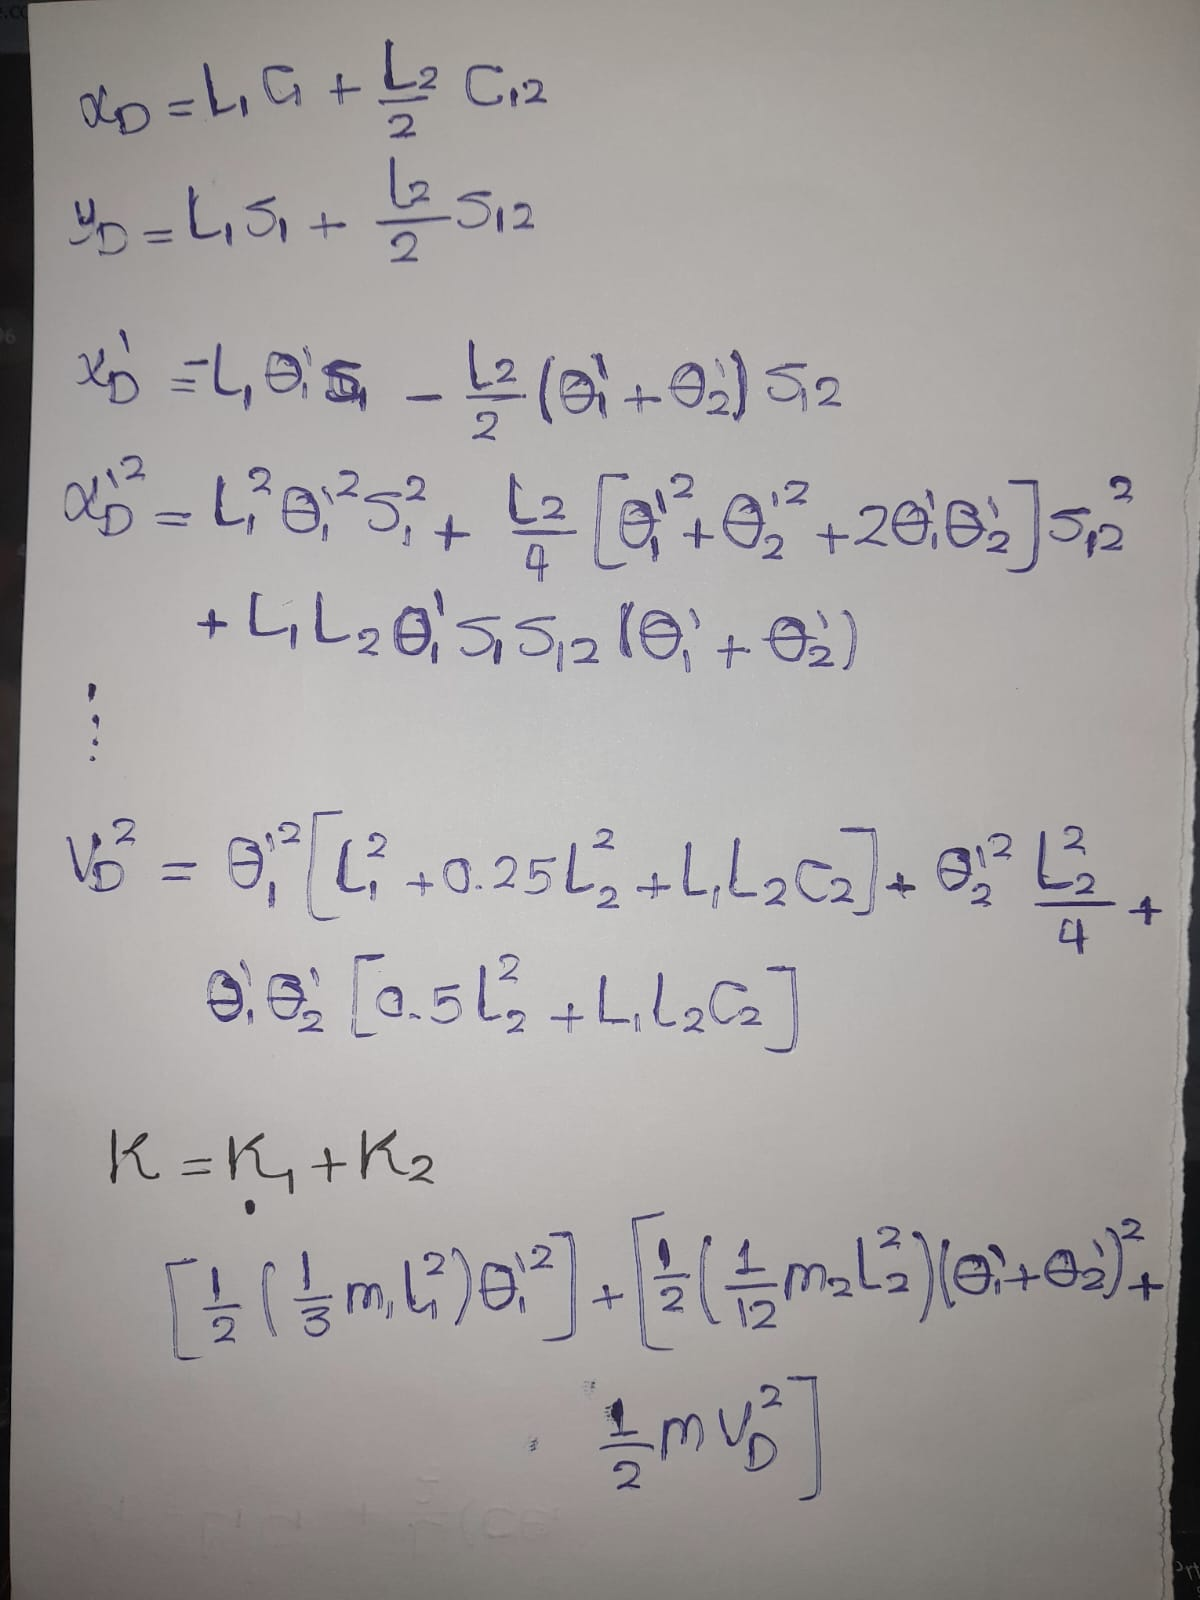 x_D = L₁C₁ + L₂/2 C₁₂
y_D = L₁S₁ + L₂/2 S₁₂
x_D' = -L₁θ₁'S₁ - L₂/2 (θ₁' + θ₂') S₁₂
x_D'² = L₁²θ₁'²S₁² + L₂/4 [θ₁'² + θ₂'² + 2θ₁'θ₂'] S₁₂²
+ L₁L₂θ₁'S₁S₁₂ (θ₁' + θ₂')
⋮
V_D² = θ₁'² [L₁² + 0.25L₂² + L₁L₂C₂] + θ₂'² L₂²/4 +
θ₁'θ₂' [0.5L₂² + L₁L₂C₂]
K = K₁ + K₂
[1/2 (1/3 m₁L₁²)θ₁'²] + [1/2 (1/12 m₂L₂²)(θ₁' + θ₂')² +
1/2 m V_D²]